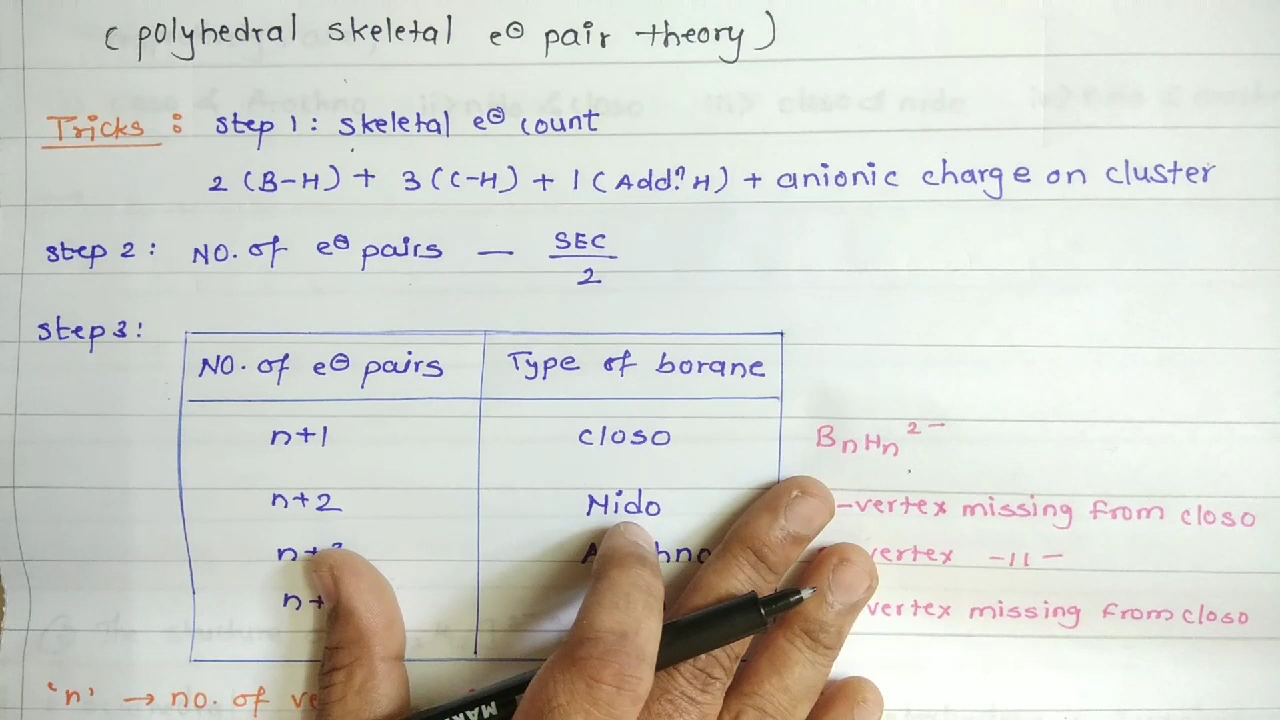 ( polyhedral skeletal e⊖ pair theory )
Tricks : step 1 : skeletal e⊖ count
2 (B-H) + 3 (C-H) + 1 (Addⁿ H) + anionic charge on cluster
step 2 : NO. of e⊖ pairs — SEC/2
step 3 :
NO. of e⊖ pairs Type of borane
n+1 closo BnHn²⁻
n+2 Nido -vertex missing from closo
vertex -11-
vertex missing from closo
'n' → no. of